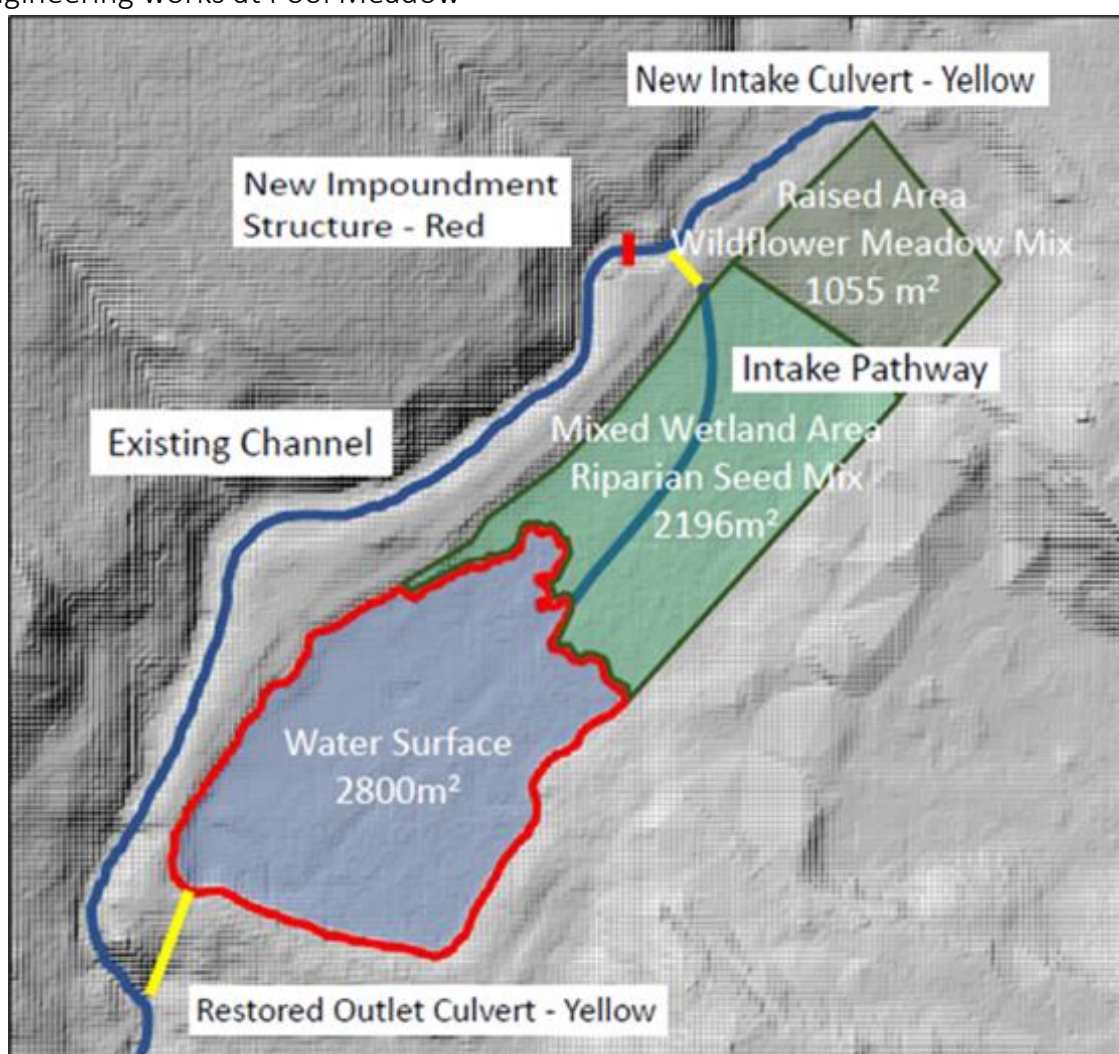 New Intake Culvert - Yellow
New Impoundment
Structure - Red
Raised Area
Wildflower Meadow Mix
1055 m²
Intake Pathway
Existing Channel
Mixed Wetland Area
Riparian Seed Mix
2196m²
Water Surface
2800m²
Restored Outlet Culvert - Yellow